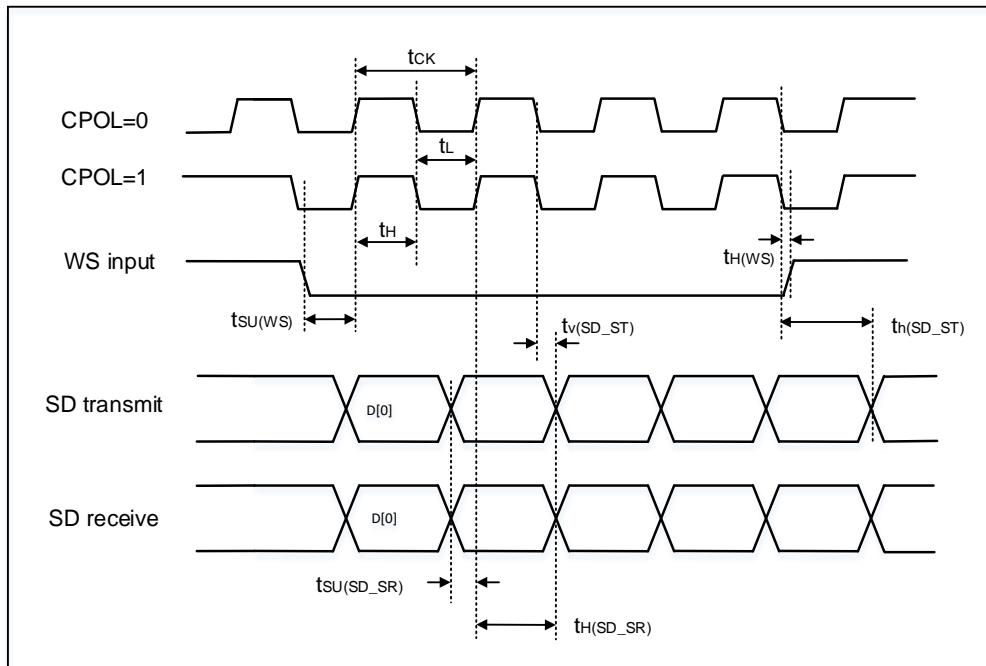 tCK
CPOL=0
tL
CPOL=1
tH
tH(WS)
WS input
tSU(WS)
tv(SD_ST)
th(SD_ST)
SD transmit
D[0]
SD receive
D[0]
tSU(SD_SR)
tH(SD_SR)